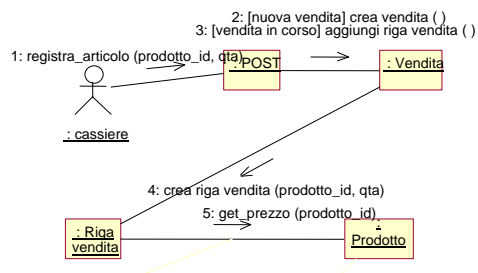 2: [nuova vendita] crea vendita ( )
3: [vendita in corso] aggiungi riga vendita ( )
1: registra_articolo (prodotto_id, qta)
: POST
: Vendita
: cassiere
4: crea riga vendita (prodotto_id, qta)
5: get_prezzo (prodotto_id)
: Riga
vendita
:
Prodotto